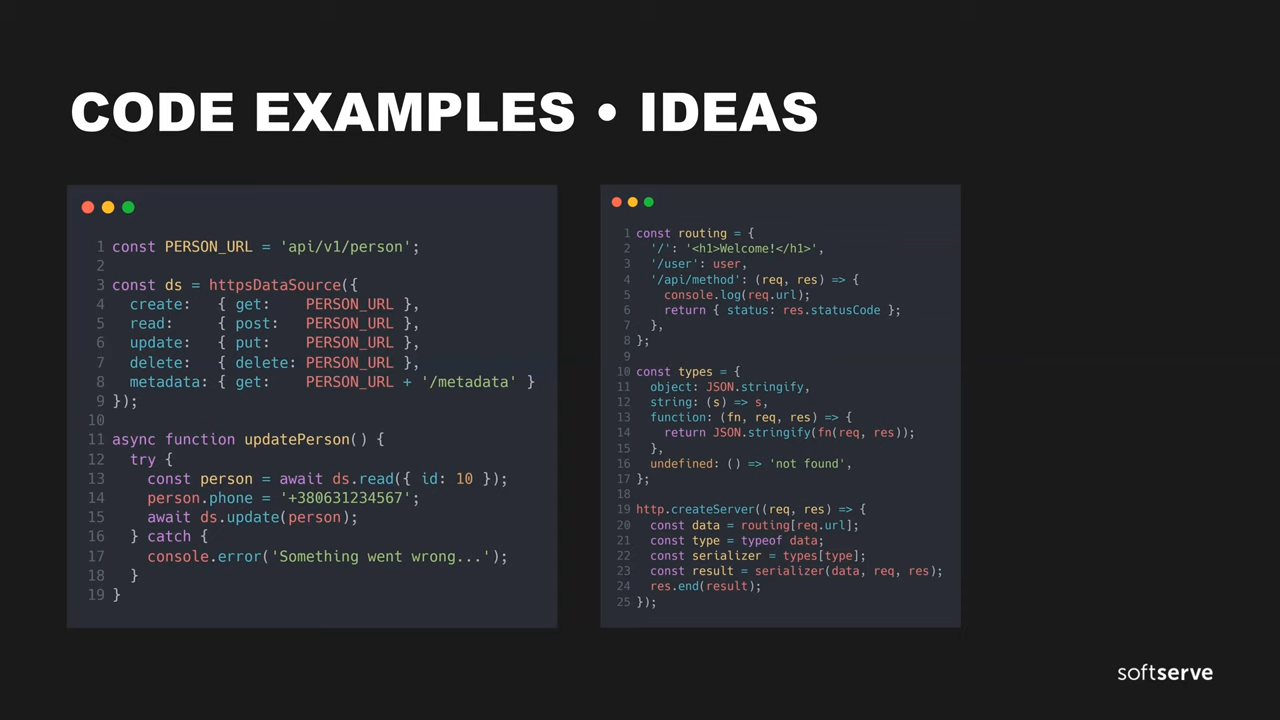 CODE EXAMPLES • IDEAS
1 const PERSON_URL = 'api/v1/person';
2
3 const ds = httpsDataSource({
4   create:   { get:    PERSON_URL },
5   read:     { post:   PERSON_URL },
6   update:   { put:    PERSON_URL },
7   delete:   { delete: PERSON_URL },
8   metadata: { get:    PERSON_URL + '/metadata' }
9 });
10
11 async function updatePerson() {
12   try {
13     const person = await ds.read({ id: 10 });
14     person.phone = '+380631234567';
15     await ds.update(person);
16   } catch {
17     console.error('Something went wrong...');
18   }
19 }
1 const routing = {
2   '/': '<h1>Welcome!</h1>',
3   '/user': user,
4   '/api/method': (req, res) => {
5     console.log(req.url);
6     return { status: res.statusCode };
7   },
8 };
9
10 const types = {
11   object: JSON.stringify,
12   string: (s) => s,
13   function: (fn, req, res) => {
14     return JSON.stringify(fn(req, res));
15   },
16   undefined: () => 'not found',
17 };
18
19 http.createServer((req, res) => {
20   const data = routing[req.url];
21   const type = typeof data;
22   const serializer = types[type];
23   const result = serializer(data, req, res);
24   res.end(result);
25 });
softserve